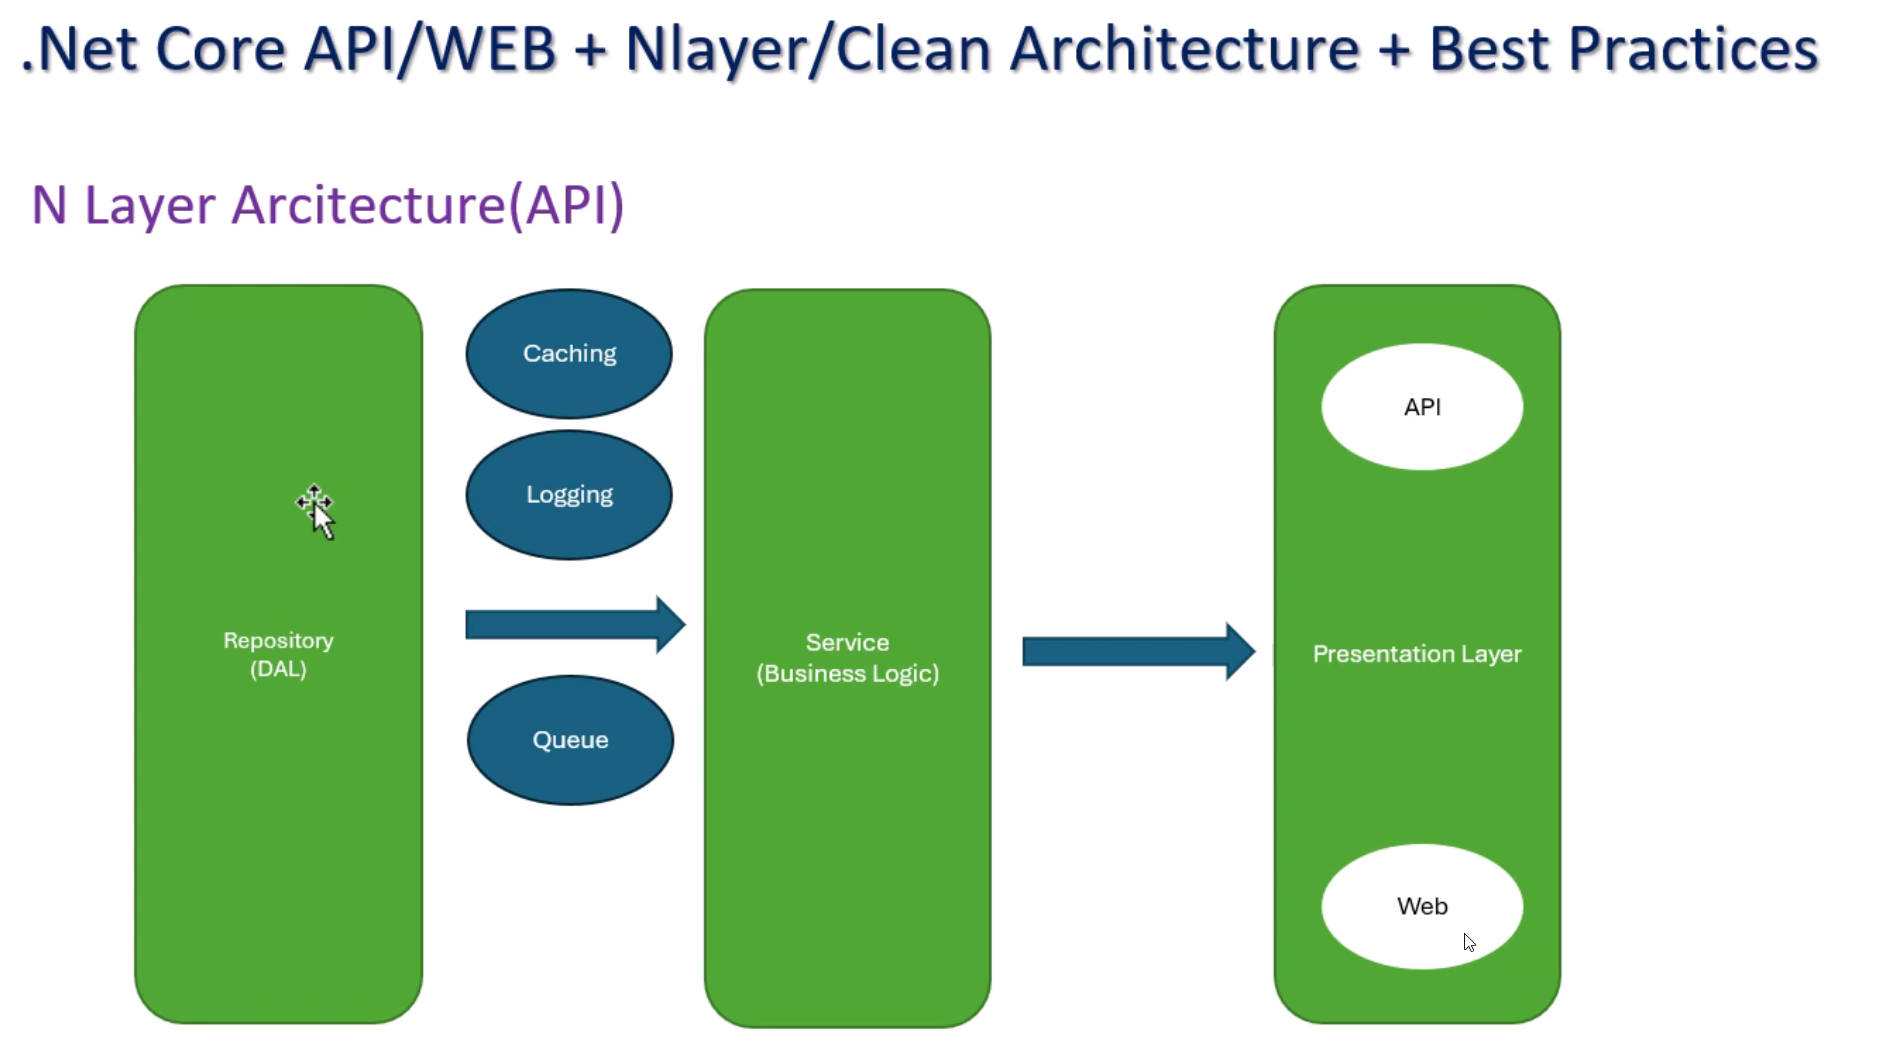 .Net Core API/WEB + Nlayer/Clean Architecture + Best Practices
N Layer Arcitecture(API)
Repository
(DAL)
Caching
Logging
Queue
Service
(Business Logic)
API
Presentation Layer
Web